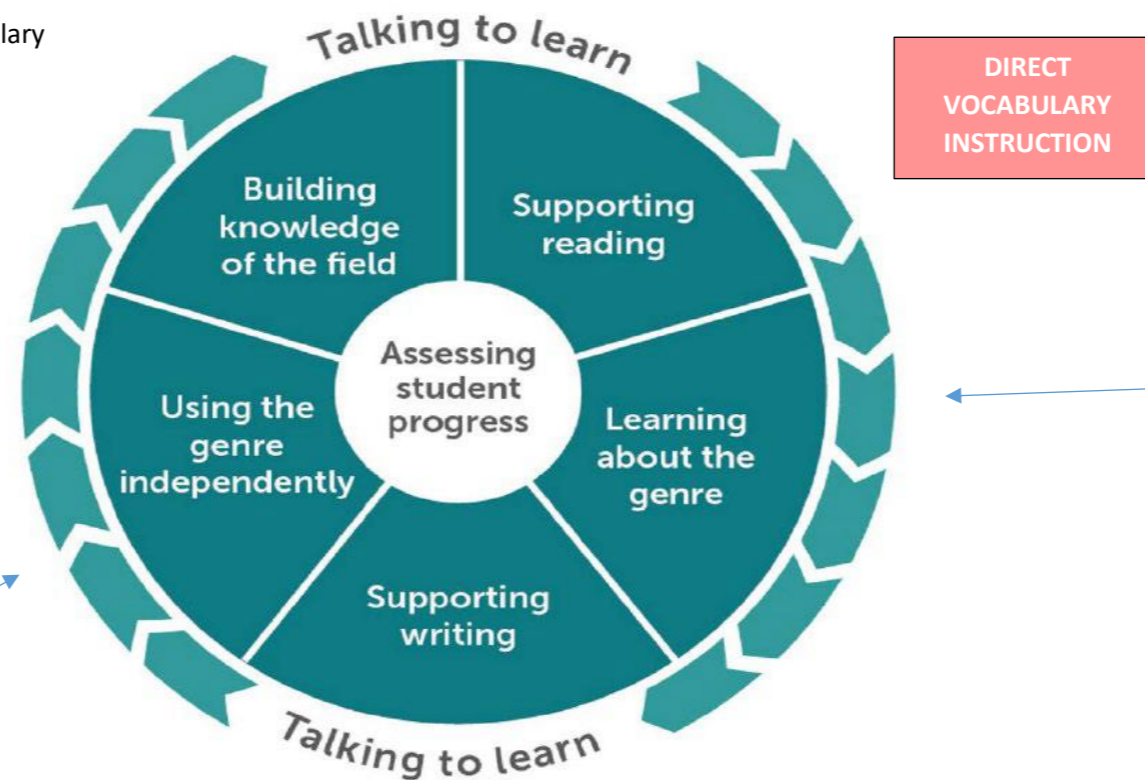 lary
Talking to learn
DIRECT
VOCABULARY
INSTRUCTION
Building
knowledge
of the field
Supporting
reading
Assessing
student
progress
Using the
genre
independently
Learning
about the
genre
Supporting
writing
Talking to learn